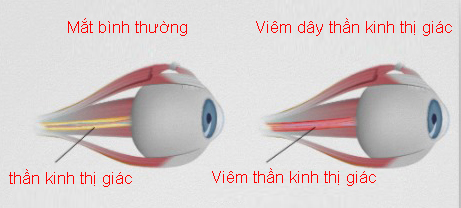 Mắt bình thường
Viêm dây thần kinh thị giác
thần kinh thị giác
Viêm thần kinh thị giác